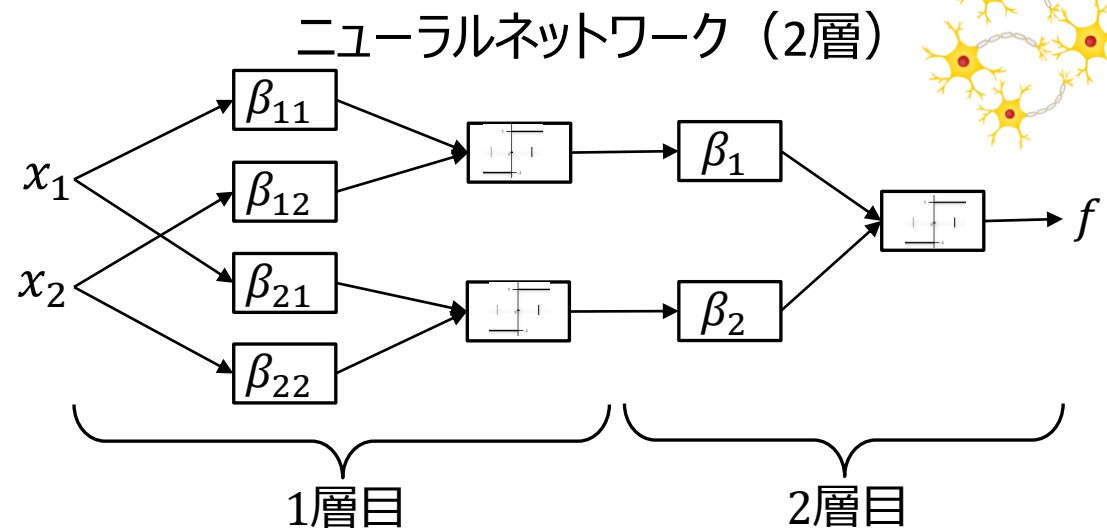 ニューラルネットワーク（2層）
β₁₁
x₁
β₁₂
β₁
f
x₂
β₂₁
β₂
β₂₂
1層目
2層目